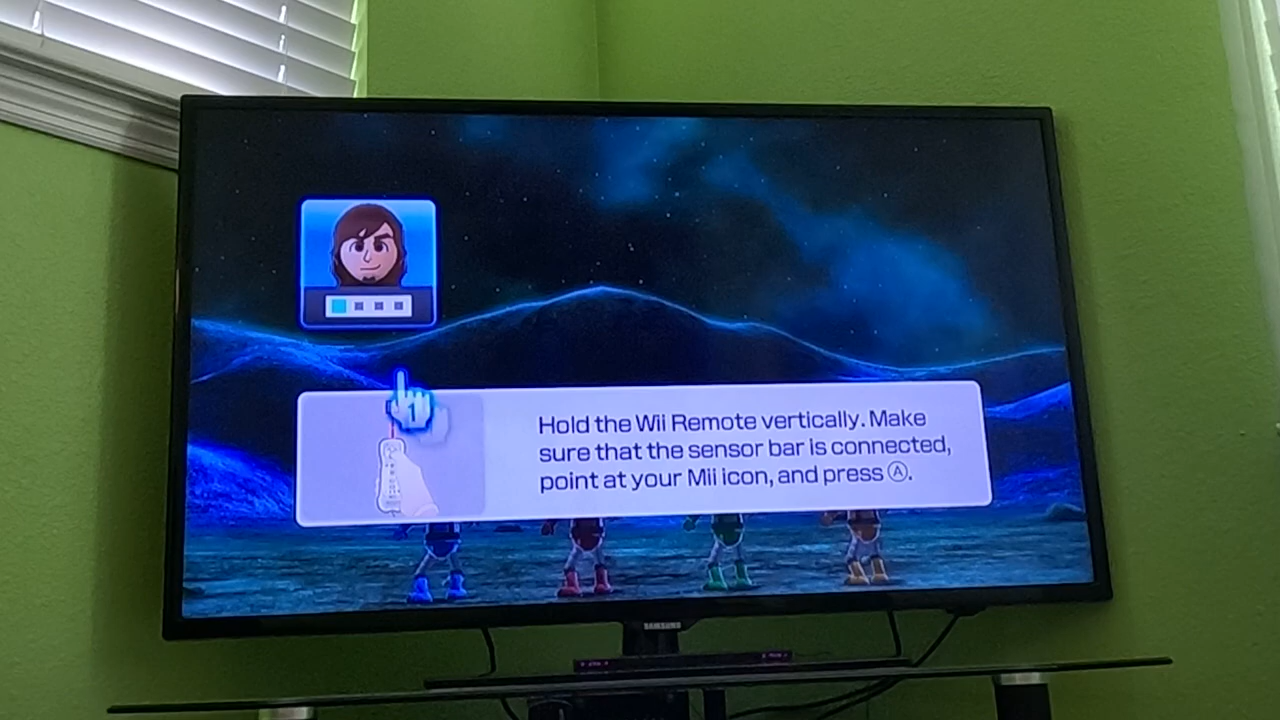 1
Hold the Wii Remote vertically. Make
sure that the sensor bar is connected,
point at your Mii icon, and press Ⓐ.
SAMSUNG